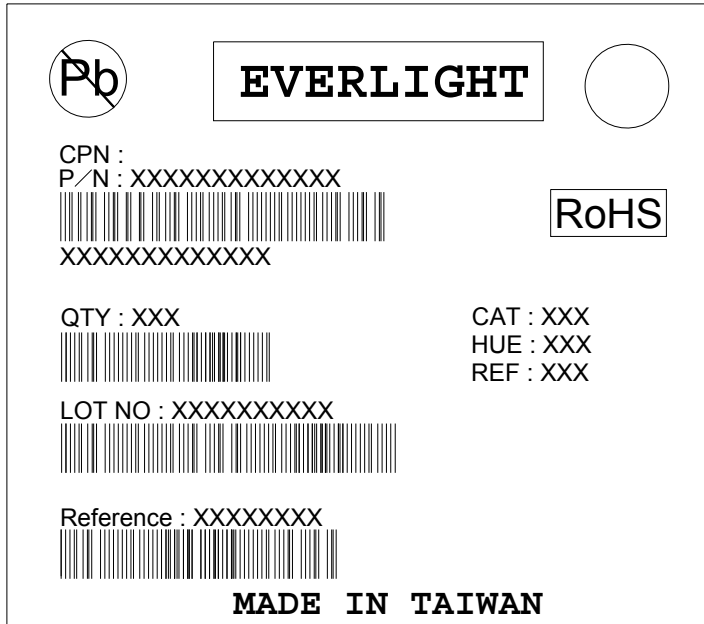 Pb
EVERLIGHT
CPN :
P/N : XXXXXXXXXXXXX
RoHS
XXXXXXXXXXXXX
QTY : XXX
CAT : XXX
HUE : XXX
REF : XXX
LOT NO : XXXXXXXXXX
Reference : XXXXXXXX
MADE IN TAIWAN